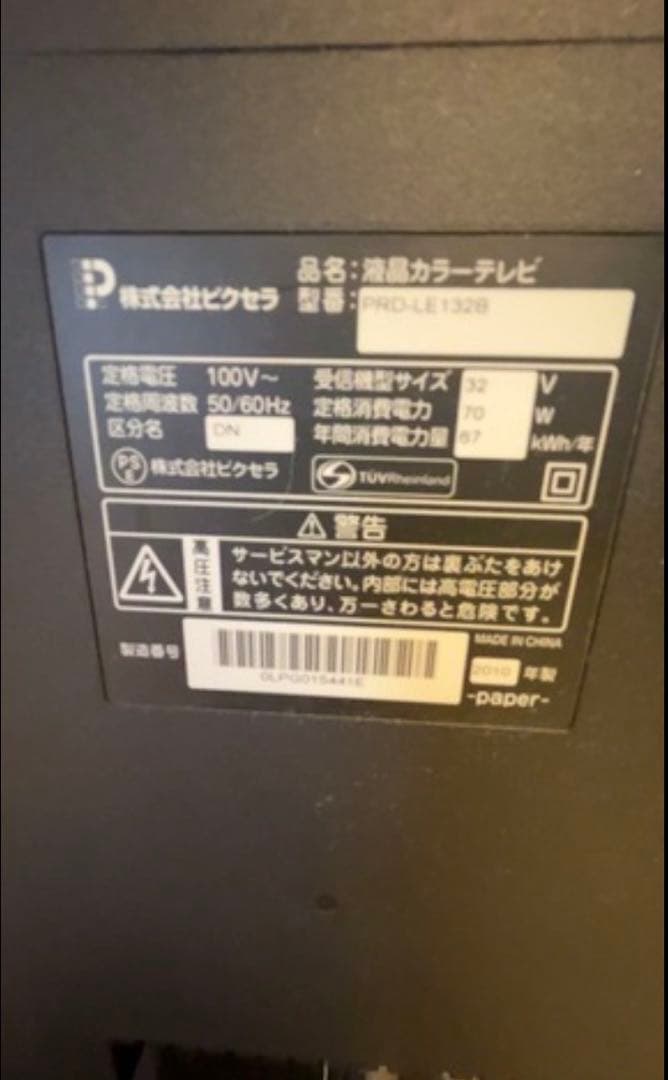 株式会社ピクセラ
品名：液晶カラーテレビ
型番：PRD-LE132B
定格電圧 100V～
定格周波数 50/60Hz
区分名 DN
受信機型サイズ 32 V
定格消費電力 70 W
年間消費電力量 67 kWh/年
PS E 株式会社ピクセラ
TÜVRheinland
⚠警告
高圧注意
サービスマン以外の方は裏ぶたをあけ
ないでください。内部には高電圧部分が
数多くあり、万一さわると危険です。
製造番号
0LPG015441E
MADE IN CHINA
2010 年製
-paper-